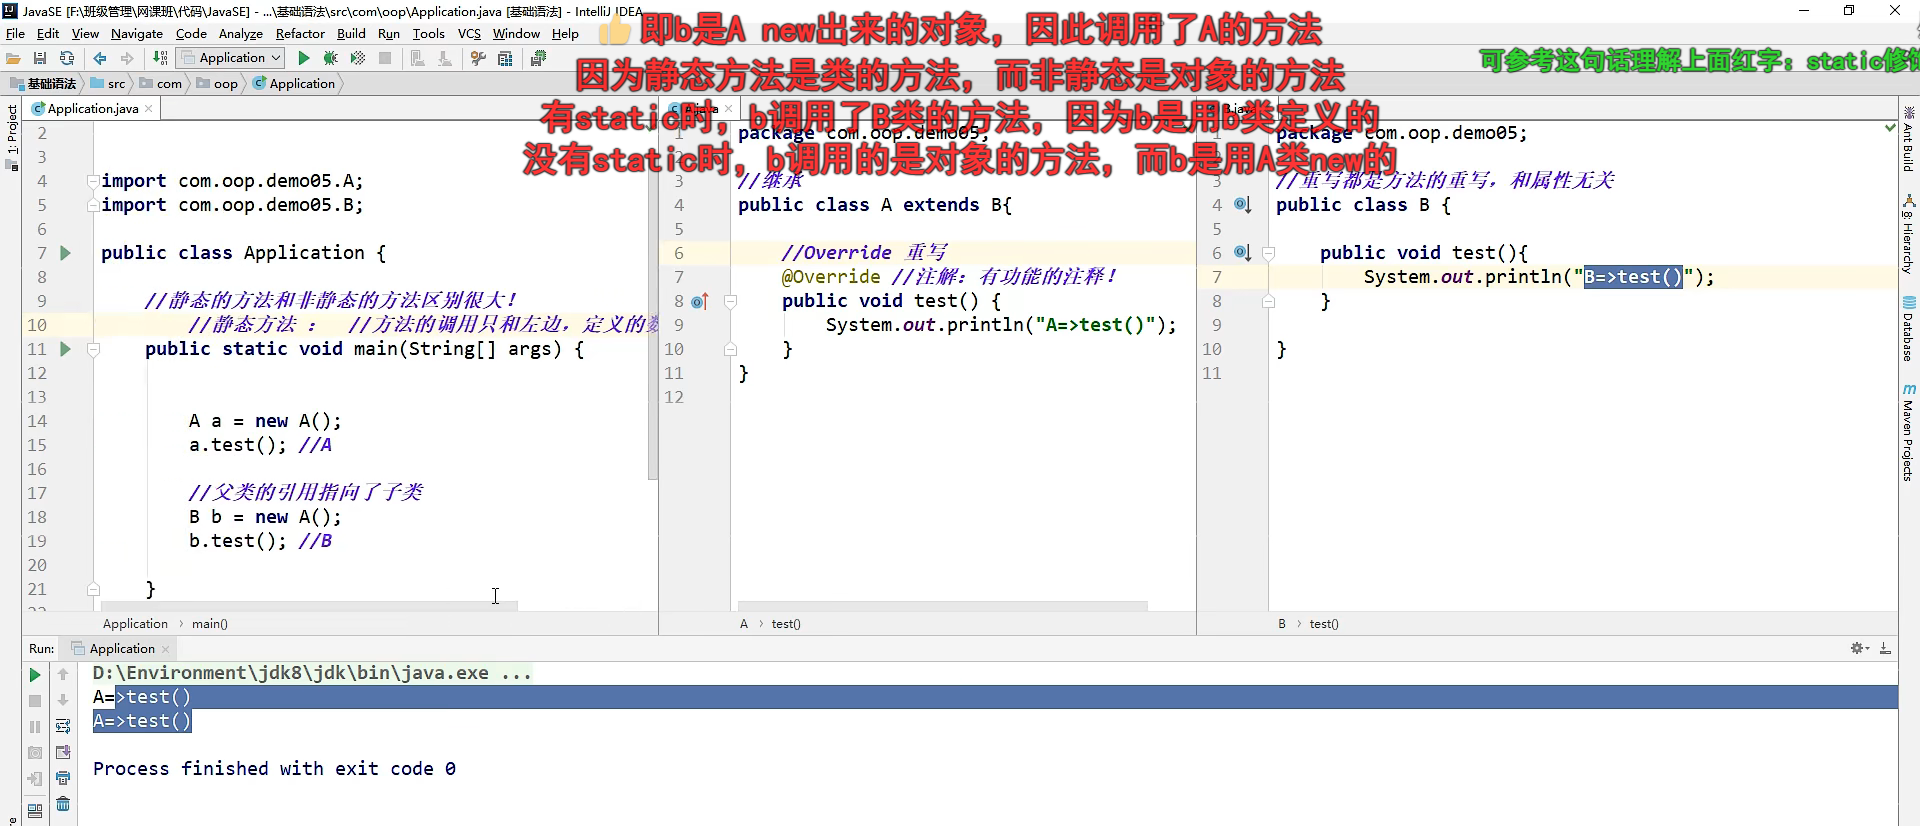 JavaSE [F:\班级管理\网课班\代码\JavaSE] - ...\基础语法\src\com\oop\Application.java [基础语法] - IntelliJ IDEA
File Edit View Navigate Code Analyze Refactor Build Run Tools VCS Window Help
👍即b是A new出来的对象，因此调用了A的方法
因为静态方法是类的方法，而非静态是对象的方法
有static时，b调用了B类的方法，因为b是用b类定义的
没有static时，b调用的是对象的方法，而b是用A类new的
可参考这句话理解上面红字：static修
Application
基础语法 src com oop Application
Application.java
1: Project
2
3
4 import com.oop.demo05.A;
5 import com.oop.demo05.B;
6
7 public class Application {
8
9 //静态的方法和非静态的方法区别很大！
10 //静态方法 ： //方法的调用只和左边，定义的
11 public static void main(String[] args) {
12
13
14 A a = new A();
15 a.test(); //A
16
17 //父类的引用指向了子类
18 B b = new A();
19 b.test(); //B
20
21 }
Application › main()
1 package com.oop.demo05;
3 //继承
4 public class A extends B{
5
6 //Override 重写
7 @Override //注解：有功能的注释！
8 public void test() {
9 System.out.println("A=>test()");
10 }
11 }
12
A › test()
1 package com.oop.demo05;
3 //重写都是方法的重写，和属性无关
4 public class B {
5
6 public void test(){
7 System.out.println("B=>test()");
8 }
9
10 }
11
B › test()
Ant Build
8: Hierarchy
Database
Maven Projects
Run: Application
D:\Environment\jdk8\jdk\bin\java.exe ...
A=>test()
A=>test()
Process finished with exit code 0